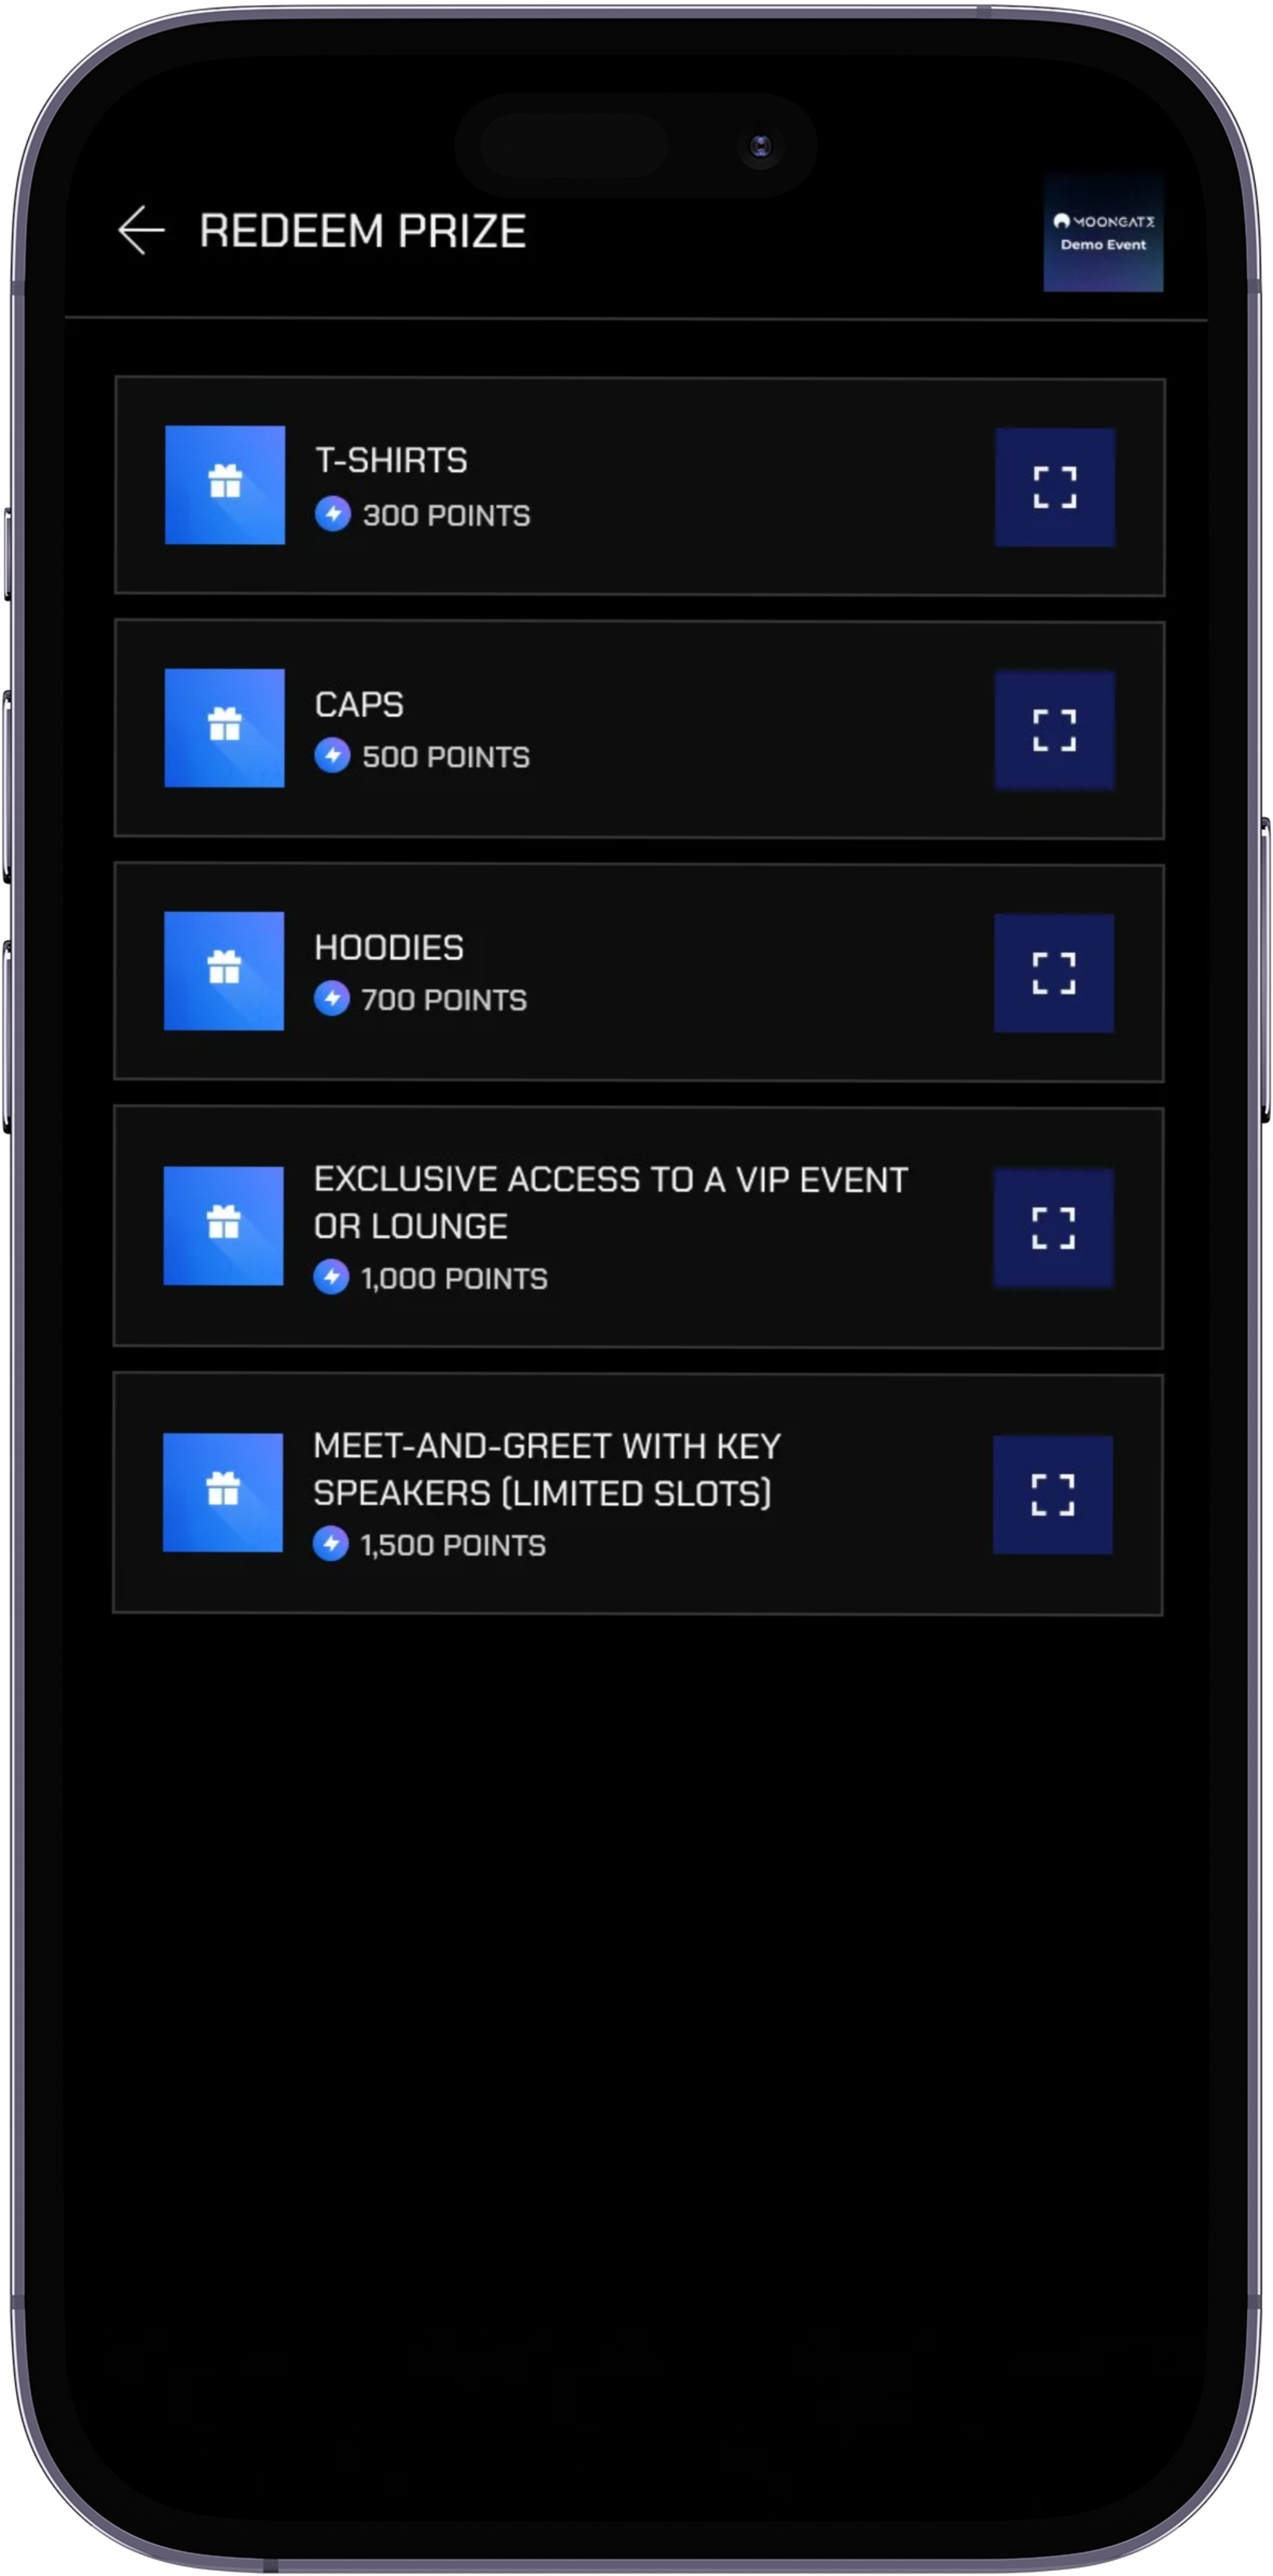 REDEEM PRIZE
MOONGATE
Demo Event
T-SHIRTS
300 POINTS
CAPS
500 POINTS
HOODIES
700 POINTS
EXCLUSIVE ACCESS TO A VIP EVENT
OR LOUNGE
1,000 POINTS
MEET-AND-GREET WITH KEY
SPEAKERS (LIMITED SLOTS)
1,500 POINTS